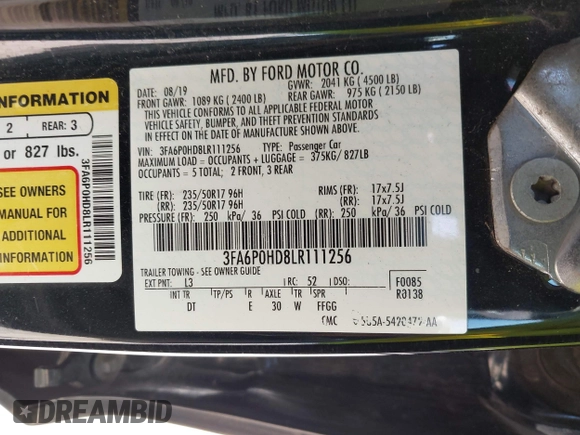 INFORMATION
2 REAR: 3
or 827 lbs.
SEE OWNERS
MANUAL FOR
ADDITIONAL
INFORMATION
3FA6P0HD8LR111256
MFD. BY FORD MOTOR CO.
DATE: 08/19 GVWR: 2041 KG ( 4500 LB)
FRONT GAWR: 1089 KG ( 2400 LB) REAR GAWR: 975 KG ( 2150 LB)
THIS VEHICLE CONFORMS TO ALL APPLICABLE FEDERAL MOTOR
VEHICLE SAFETY, BUMPER, AND THEFT PREVENTION STANDARDS
IN EFFECT ON THE DATE OF MANUFACTURE SHOWN ABOVE.
VIN: 3FA6P0HD8LR111256 TYPE: Passenger Car
MAXIMUM LOAD = OCCUPANTS + LUGGAGE = 375KG/827LB
OCCUPANTS = 5 TOTAL; 2 FRONT, 3 REAR
TIRE (FR): 235/50R17 96H RIMS (FR): 17x7.5J
(RR): 235/50R17 96H (RR): 17x7.5J
PRESSURE (FR): 250 kPa/ 36 PSI COLD (RR): 250 kPa/ 36 PSI COLD
3FA6P0HD8LR111256
TRAILER TOWING - SEE OWNER GUIDE
EXT PNT: L3 RC: 52 DSO: F0085
INT TR TP/PS R AXLE TR SPR R0138
DT E 30 W FFGG
DREAMBID